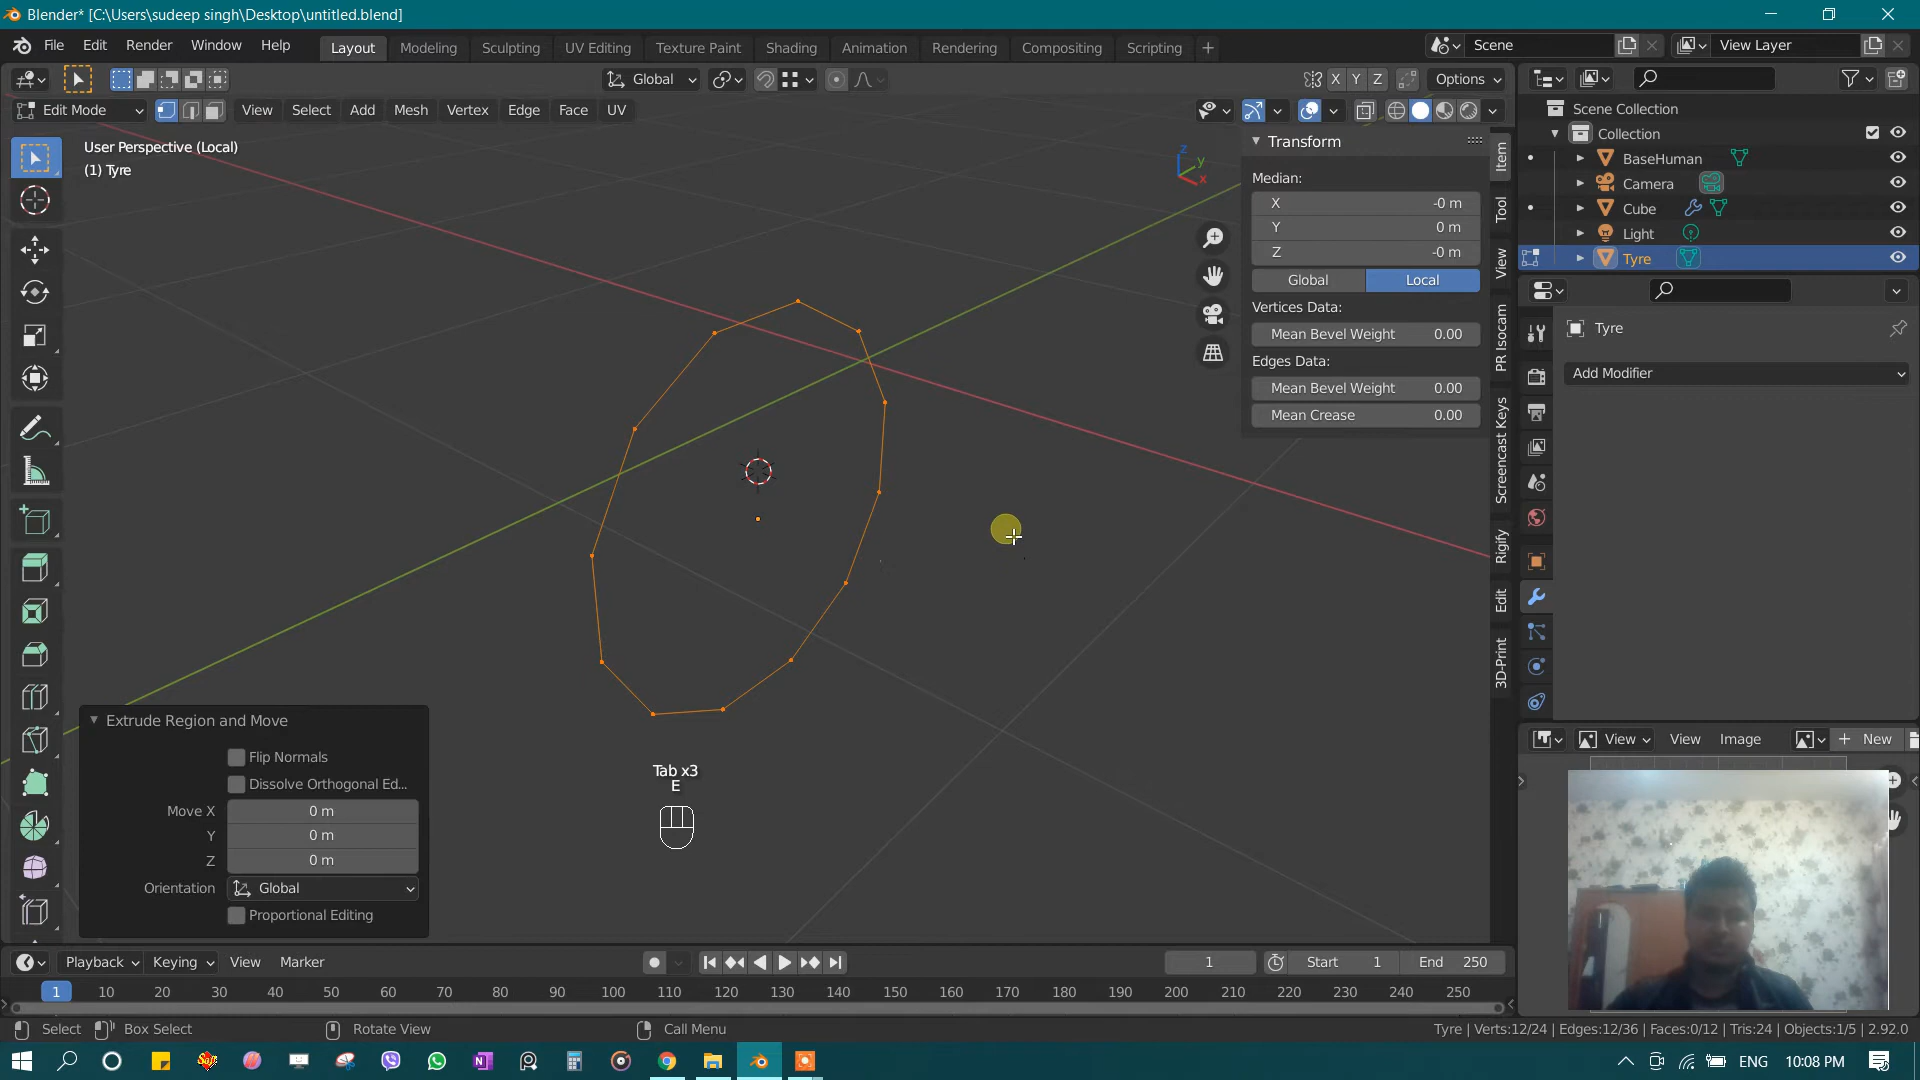 Blender* [C:\Users\sudeep singh\Desktop\untitled.blend]
File Edit Render Window Help
Layout Modeling Sculpting UV Editing Texture Paint Shading Animation Rendering Compositing Scripting +
Scene
View Layer
Global
X Y Z
Options
Edit Mode
View Select Add Mesh Vertex Edge Face UV
User Perspective (Local)
(1) Tyre
Z
Y
X
Transform
Median:
X -0 m
Y 0 m
Z -0 m
Global Local
Vertices Data:
Mean Bevel Weight 0.00
Edges Data:
Mean Bevel Weight 0.00
Mean Crease 0.00
Item
Tool
View
PR Isocam
Screencast Keys
Rigify
Edit
3D-Print
Scene Collection
Collection
BaseHuman
Camera
Cube
Light
Tyre
Tyre
Add Modifier
View View Image + New
Extrude Region and Move
Flip Normals
Dissolve Orthogonal Ed...
Move X 0 m
Y 0 m
Z 0 m
Orientation Global
Proportional Editing
Tab x3
E
Playback Keying View Marker
1
Start 1
End 250
1 10 20 30 40 50 60 70 80 90 100 110 120 130 140 150 160 170 180 190 200 210 220 230 240 250
Select Box Select Rotate View Call Menu
Tyre | Verts:12/24 | Edges:12/36 | Faces:0/12 | Tris:24 | Objects:1/5 | 2.92.0
ENG
10:08 PM